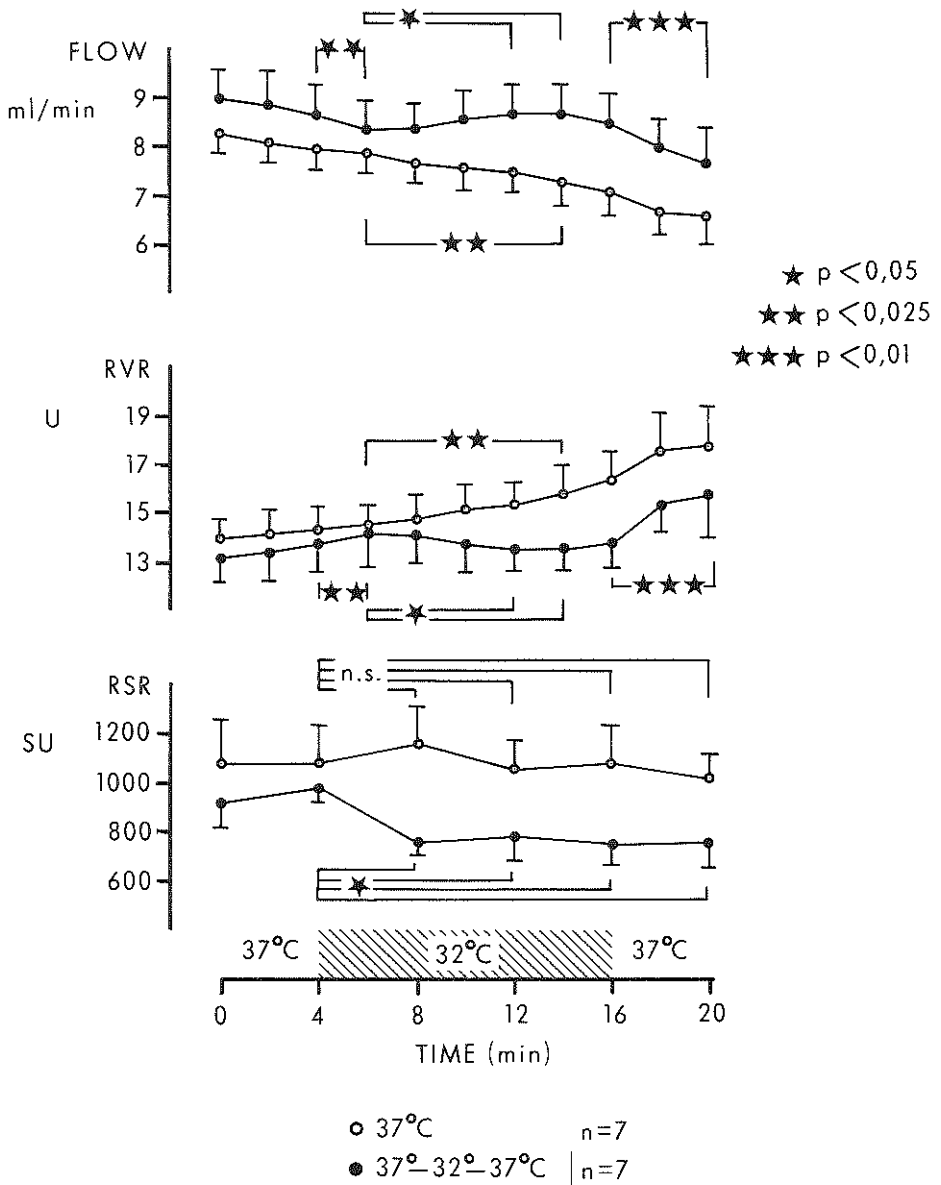 FLOW
ml/min
9
8
7
6
★★
★
★★★
★★
★ p <0,05
★★ p <0,025
★★★ p <0,01
RVR
U
19
17
15
13
★★
★★
★
★★★
RSR
SU
1200
1000
800
600
n.s.
★
37°C 32°C 37°C
0 4 8 12 16 20
TIME (min)
○ 37°C n=7
● 37°–32°–37°C | n=7